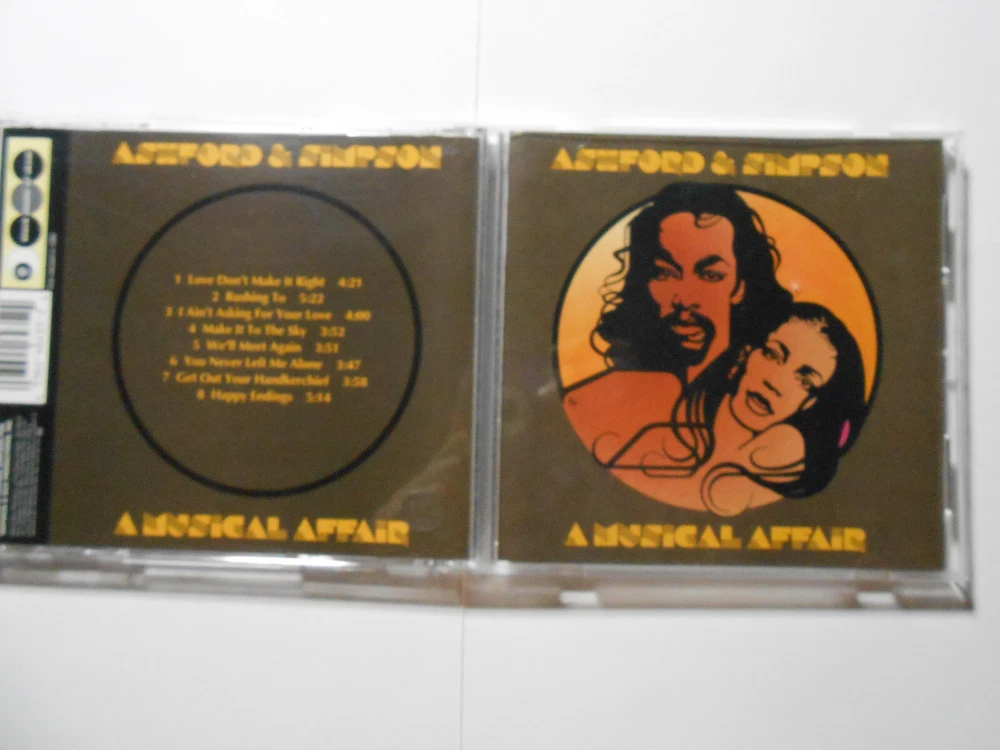 ASHFORD & SIMPSON
1 Love Don't Make It Right 4:21
2 Rushing To 5:22
3 I Ain't Asking For Your Love 4:00
4 Make It To The Sky 3:52
5 We'll Meet Again 3:51
6 You Never Left Me Alone 3:47
7 Get Out Your Handkerchief 3:58
8 Happy Endings 5:14
A MUSICAL AFFAIR
ASHFORD & SIMPSON
A MUSICAL AFFAIR